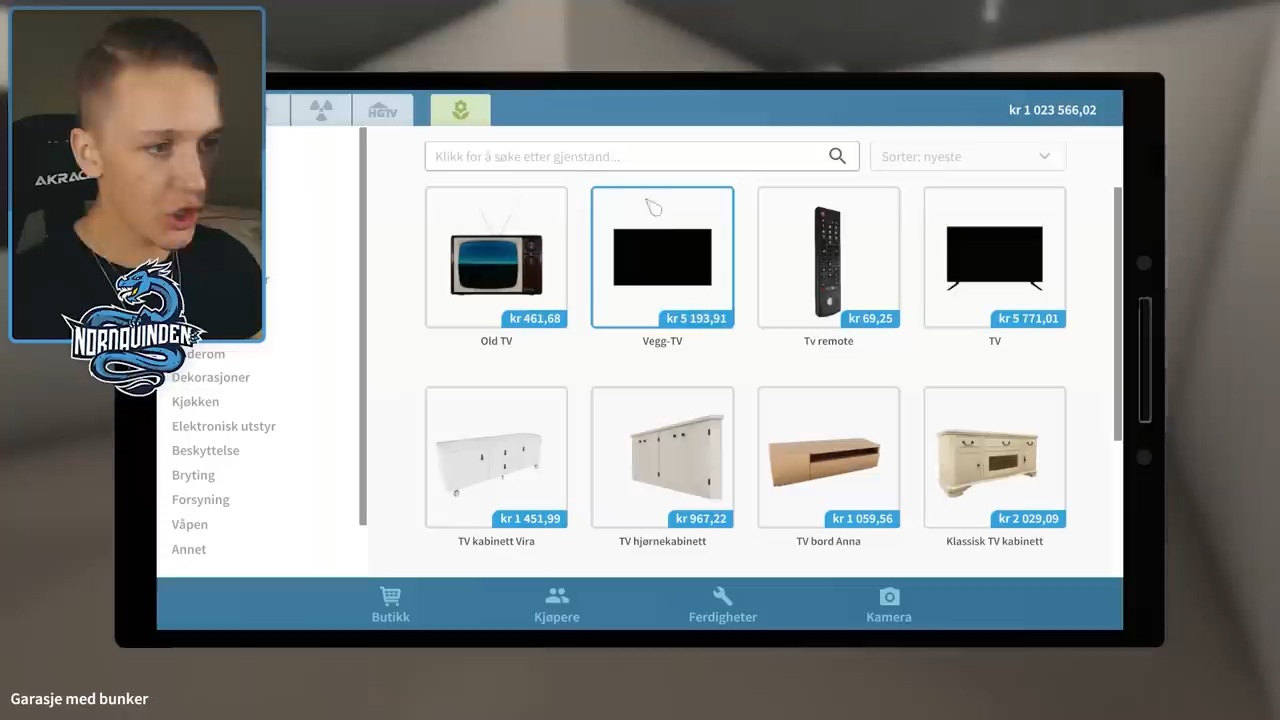 HGTV
kr 1 023 566,02
Klikk for å søke etter gjenstand...
Sorter: nyeste
AKRAC
NORDAVINDEN
kr 461,68
kr 5 193,91
kr 69,25
kr 5 771,01
Old TV
Vegg-TV
Tv remote
TV
Dekorasjoner
Kjøkken
Elektronisk utstyr
Beskyttelse
Bryting
Forsyning
Våpen
Annet
kr 1 451,99
kr 967,22
kr 1 059,56
kr 2 029,09
TV kabinett Vira
TV hjørnekabinett
TV bord Anna
Klassisk TV kabinett
Butikk
Kjøpere
Ferdigheter
Kamera
Garasje med bunker